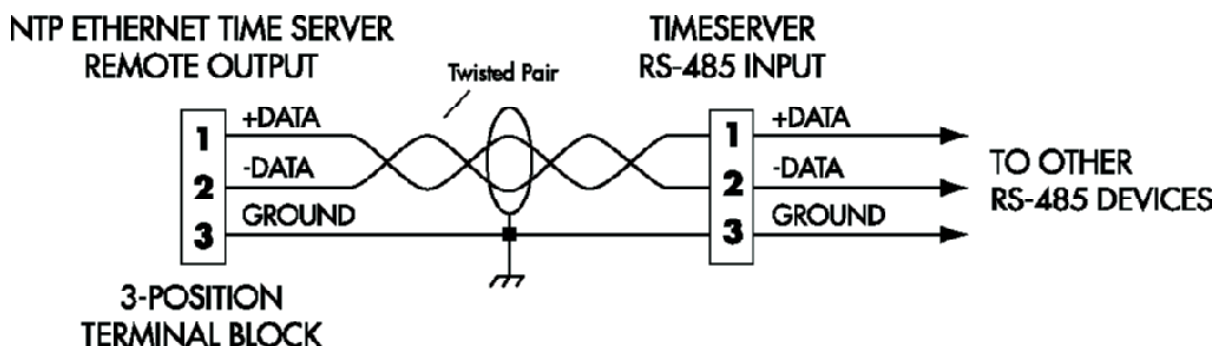 NTP ETHERNET TIME SERVER
REMOTE OUTPUT
Twisted Pair
TIMESERVER
RS-485 INPUT
1
+DATA
2
-DATA
3
GROUND
1
+DATA
2
-DATA
3
GROUND
TO OTHER
RS-485 DEVICES
3-POSITION
TERMINAL BLOCK